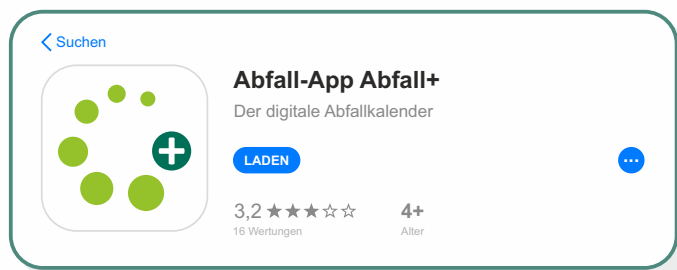 Suchen
Abfall-App Abfall+
Der digitale Abfallkalender
LADEN
3,2 ★★★☆☆ 4+
16 Wertungen Alter